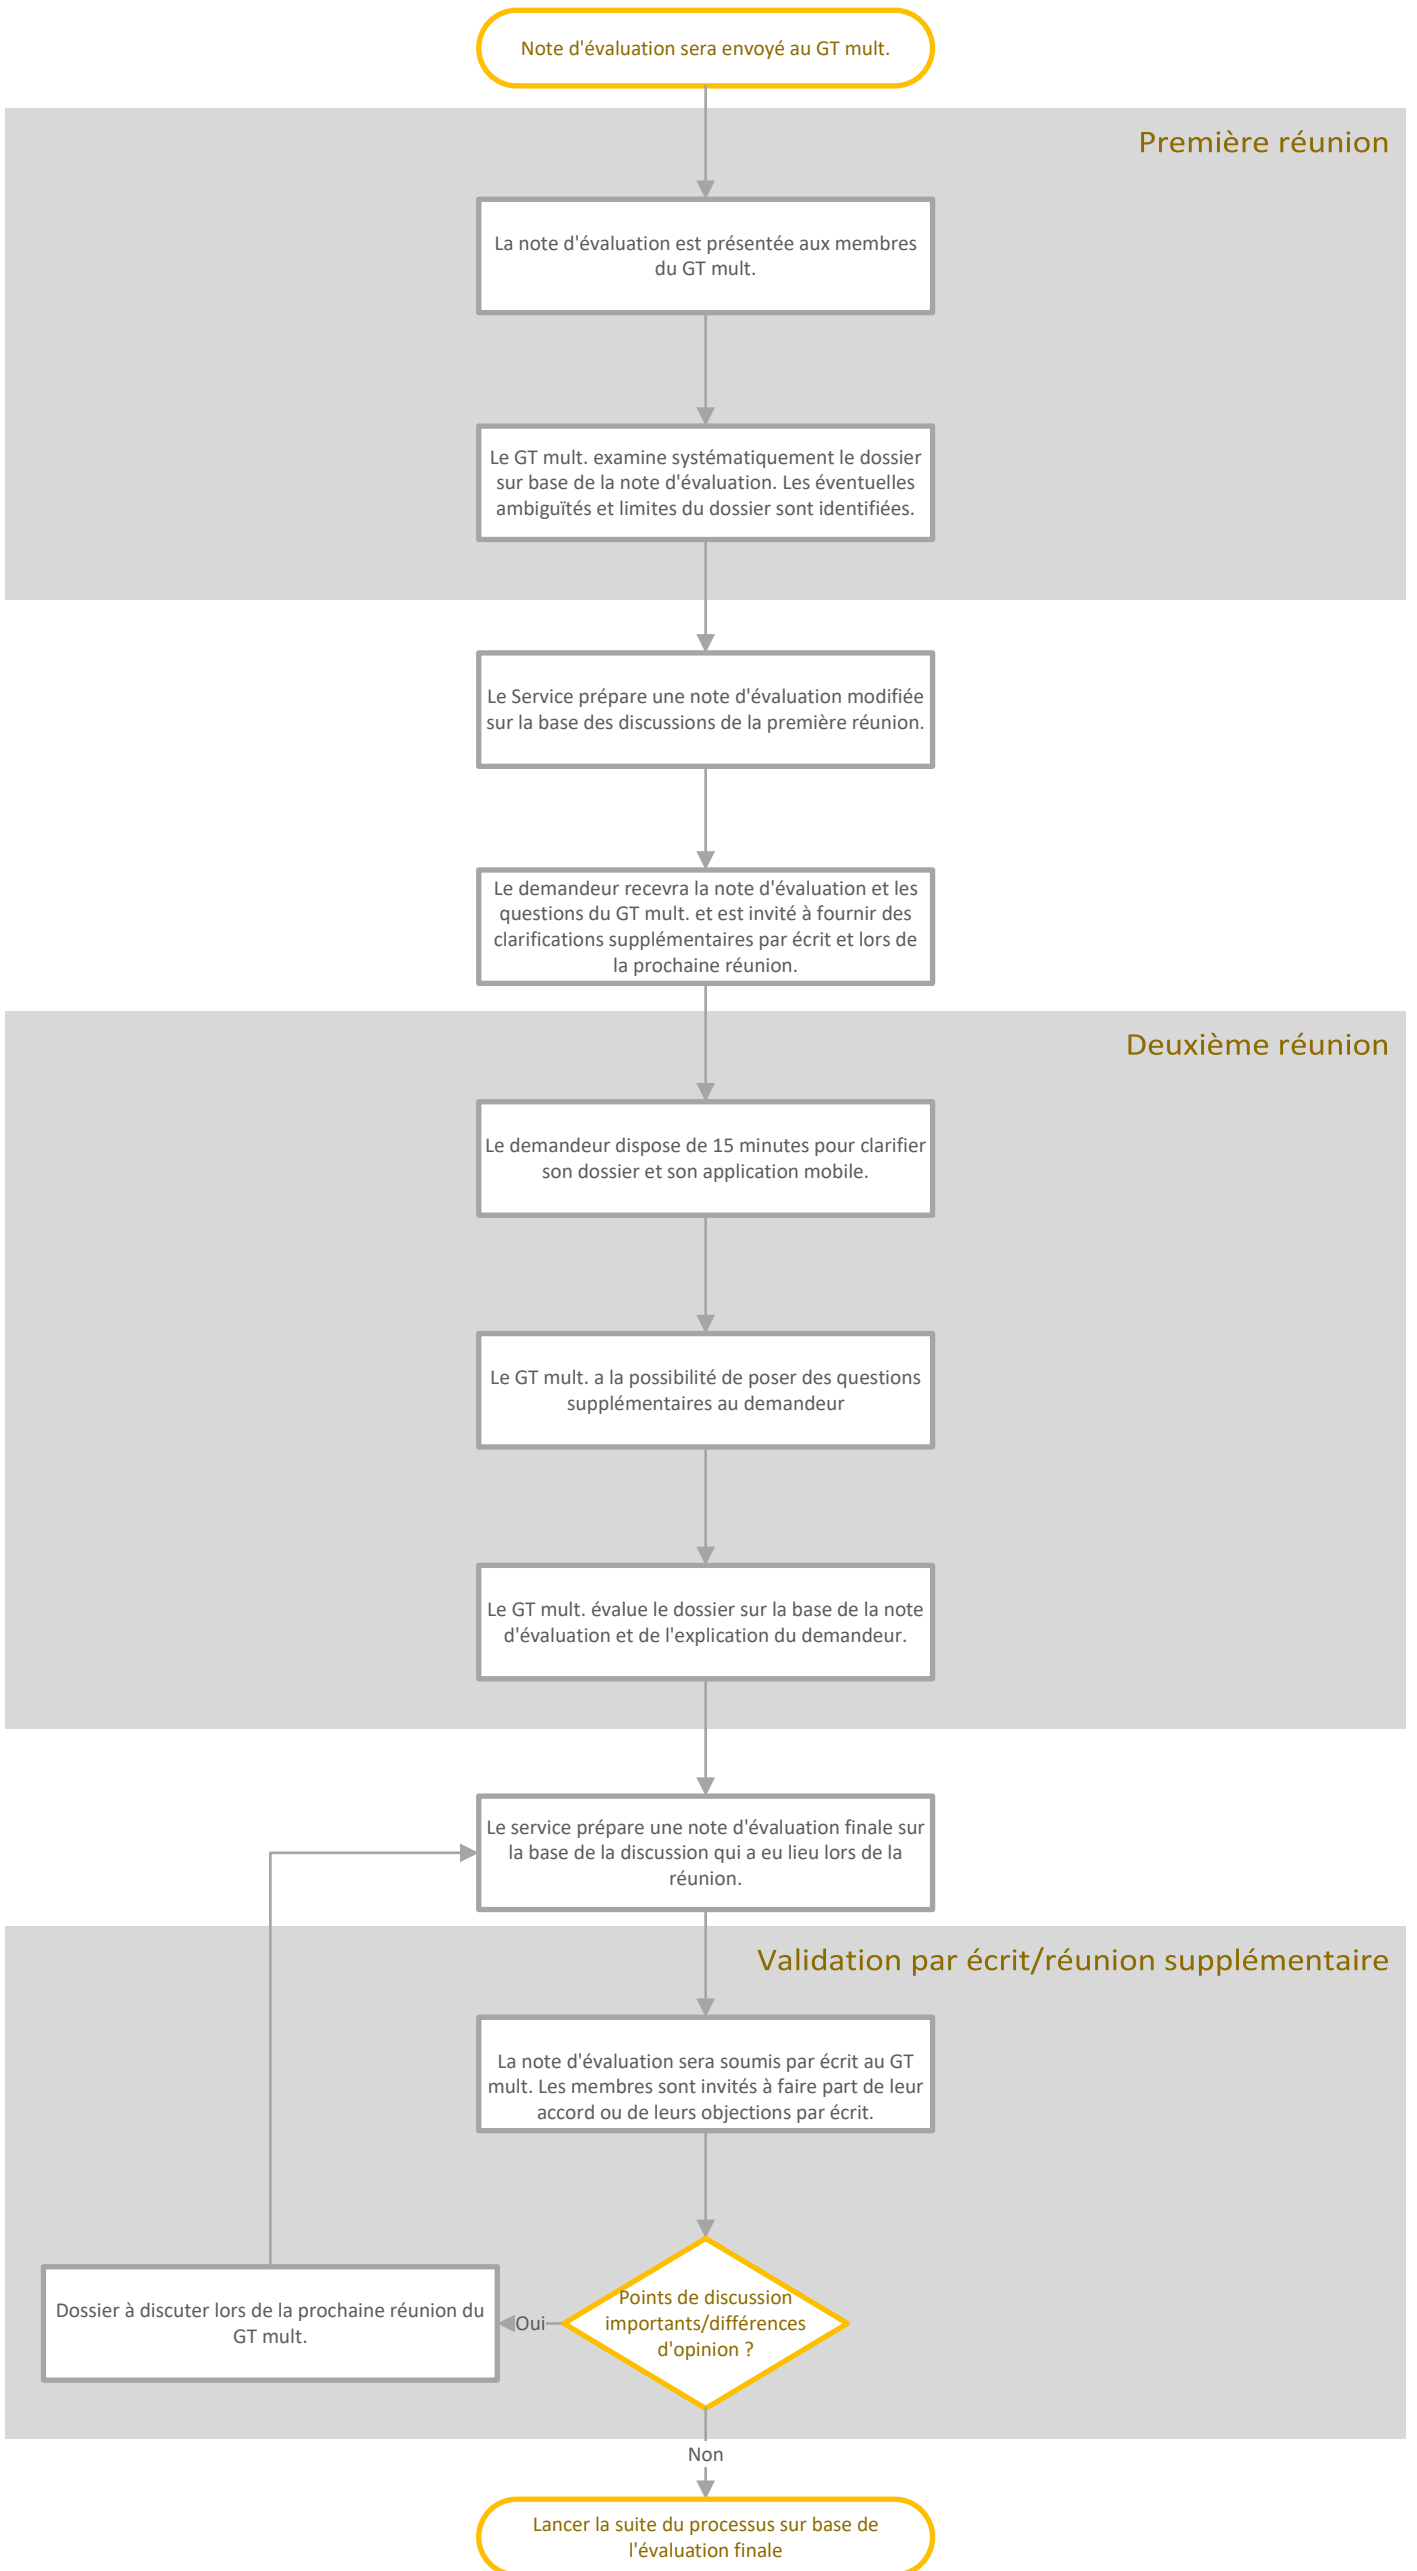 Note d'évaluation sera envoyé au GT mult.
Première réunion
La note d'évaluation est présentée aux membres
du GT mult.
Le GT mult. examine systématiquement le dossier
sur base de la note d'évaluation. Les éventuelles
ambiguïtés et limites du dossier sont identifiées.
Le Service prépare une note d'évaluation modifiée
sur la base des discussions de la première réunion.
Le demandeur recevra la note d'évaluation et les
questions du GT mult. et est invité à fournir des
clarifications supplémentaires par écrit et lors de
la prochaine réunion.
Deuxième réunion
Le demandeur dispose de 15 minutes pour clarifier
son dossier et son application mobile.
Le GT mult. a la possibilité de poser des questions
supplémentaires au demandeur
Le GT mult. évalue le dossier sur la base de la note
d'évaluation et de l'explication du demandeur.
Le service prépare une note d'évaluation finale sur
la base de la discussion qui a eu lieu lors de la
réunion.
Validation par écrit/réunion supplémentaire
La note d'évaluation sera soumis par écrit au GT
mult. Les membres sont invités à faire part de leur
accord ou de leurs objections par écrit.
Points de discussion
importants/différences
d'opinion ?
Oui
Dossier à discuter lors de la prochaine réunion du
GT mult.
Non
Lancer la suite du processus sur base de
l'évaluation finale